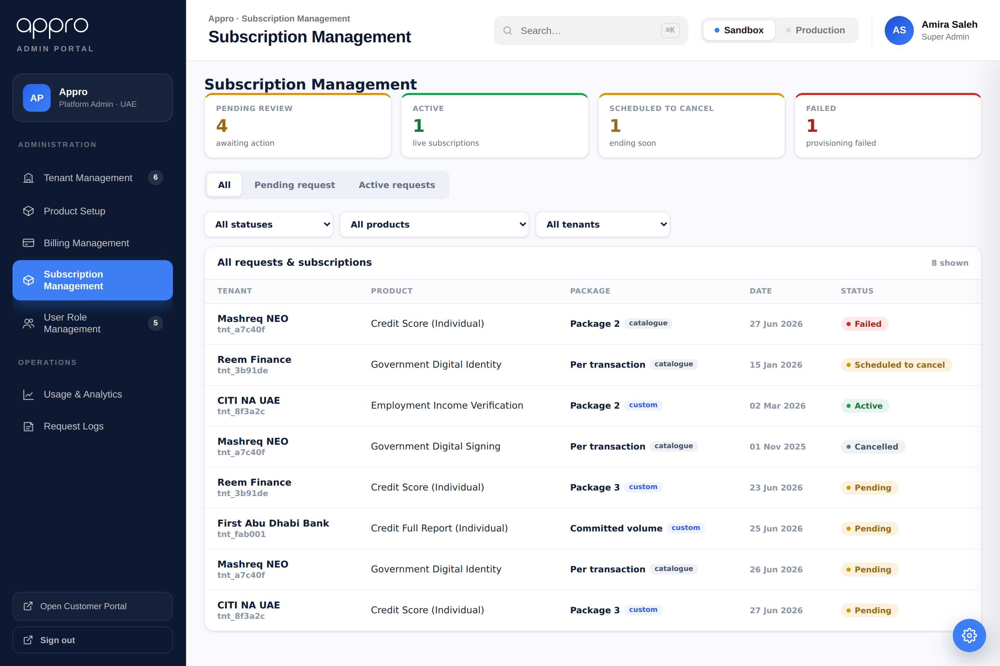 appro
ADMIN PORTAL
AP
Appro
Platform Admin · UAE
ADMINISTRATION
Tenant Management 6
Product Setup
Billing Management
Subscription
Management
User Role
Management
5
OPERATIONS
Usage & Analytics
Request Logs
Open Customer Portal
Sign out
Appro · Subscription Management
Subscription Management
Search… ⌘K
Sandbox Production
AS
Amira Saleh
Super Admin
Subscription Management
PENDING REVIEW
4
awaiting action
ACTIVE
1
live subscriptions
SCHEDULED TO CANCEL
1
ending soon
FAILED
1
provisioning failed
All Pending request Active requests
All statuses All products All tenants
All requests & subscriptions 8 shown
TENANT PRODUCT PACKAGE DATE STATUS
Mashreq NEO
tnt_a7c40f
Credit Score (Individual) Package 2 catalogue 27 Jun 2026 Failed
Reem Finance
tnt_3b91de
Government Digital Identity Per transaction catalogue 15 Jan 2026 Scheduled to cancel
CITI NA UAE
tnt_8f3a2c
Employment Income Verification Package 2 custom 02 Mar 2026 Active
Mashreq NEO
tnt_a7c40f
Government Digital Signing Per transaction catalogue 01 Nov 2025 Cancelled
Reem Finance
tnt_3b91de
Credit Score (Individual) Package 3 custom 23 Jun 2026 Pending
First Abu Dhabi Bank
tnt_fab001
Credit Full Report (Individual) Committed volume custom 25 Jun 2026 Pending
Mashreq NEO
tnt_a7c40f
Government Digital Identity Per transaction catalogue 26 Jun 2026 Pending
CITI NA UAE
tnt_8f3a2c
Credit Score (Individual) Package 3 custom 27 Jun 2026 Pending